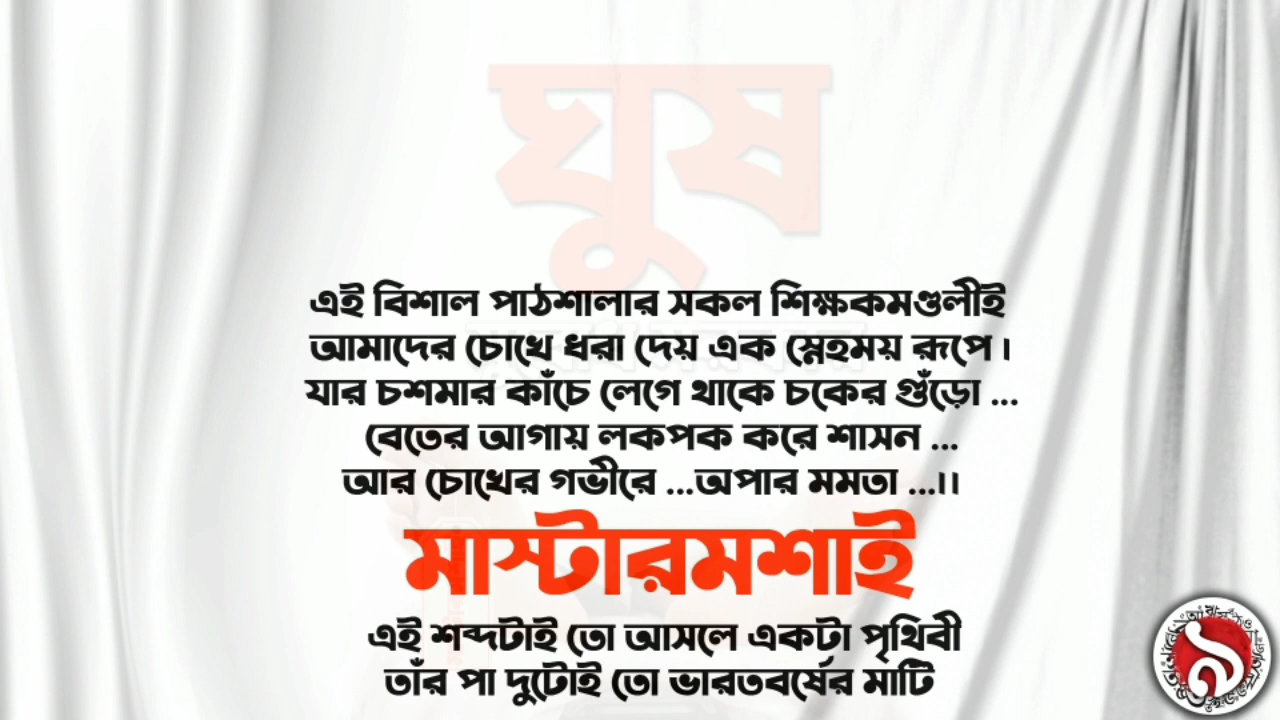 ঘুষ
এই বিশাল পাঠশালার সকল শিক্ষকমণ্ডলীই
আমাদের চোখে ধরা দেয় এক স্নেহময় রূপে।
যার চশমার কাঁচে লেগে থাকে চকের গুঁড়ো ...
বেতের আগায় লকপক করে শাসন ...
আর চোখের গভীরে ...অপার মমতা ...।।
মাস্টারমশাই
এই শব্দটাই তো আসলে একটা পৃথিবী
তাঁর পা দুটোই তো ভারতবর্ষের মাটি